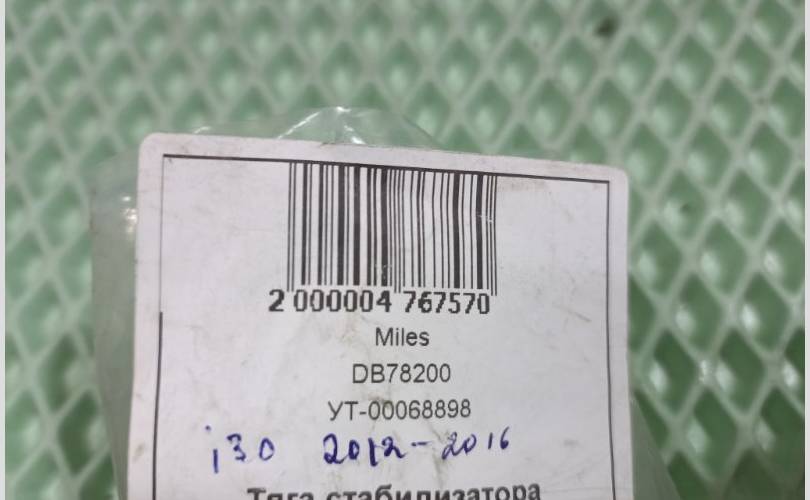 2 000004 767570
Miles
DB78200
УТ-00068898
i30 2012-2016
Тяга стабилизатора